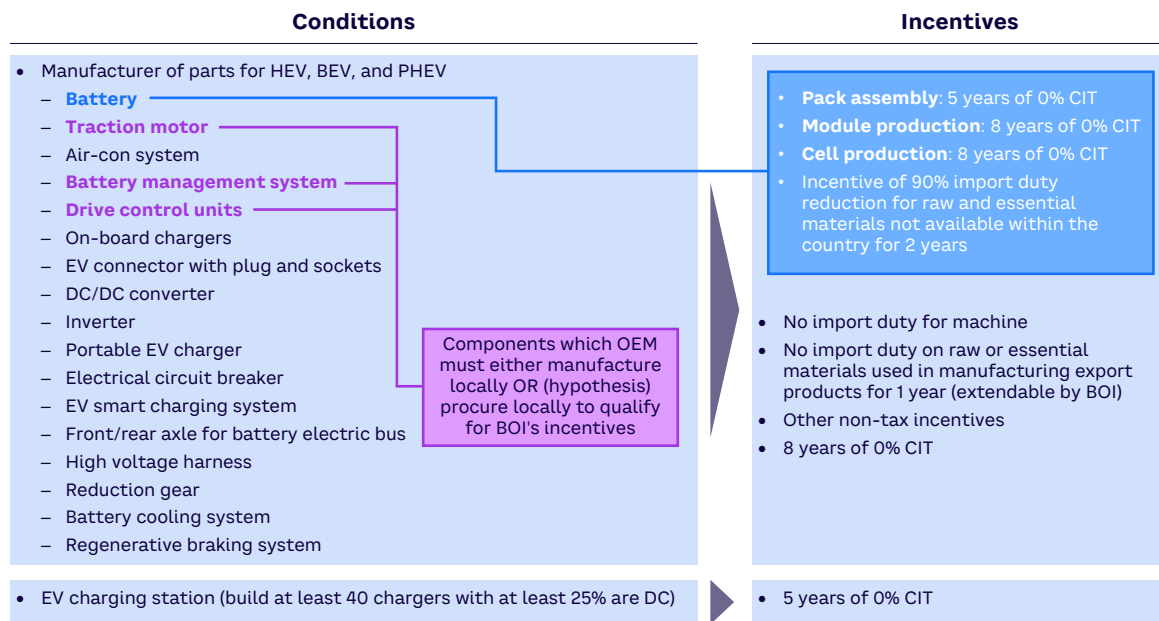 Conditions
• Manufacturer of parts for HEV, BEV, and PHEV
– Battery
– Traction motor
– Air-con system
– Battery management system
– Drive control units
– On-board chargers
– EV connector with plug and sockets
– DC/DC converter
– Inverter
– Portable EV charger
– Electrical circuit breaker
– EV smart charging system
– Front/rear axle for battery electric bus
– High voltage harness
– Reduction gear
– Battery cooling system
– Regenerative braking system
Components which OEM
must either manufacture
locally OR (hypothesis)
procure locally to qualify
for BOI's incentives
Incentives
• Pack assembly: 5 years of 0% CIT
• Module production: 8 years of 0% CIT
• Cell production: 8 years of 0% CIT
• Incentive of 90% import duty
reduction for raw and essential
materials not available within the
country for 2 years
• No import duty for machine
• No import duty on raw or essential
materials used in manufacturing export
products for 1 year (extendable by BOI)
• Other non-tax incentives
• 8 years of 0% CIT
• EV charging station (build at least 40 chargers with at least 25% are DC)
• 5 years of 0% CIT